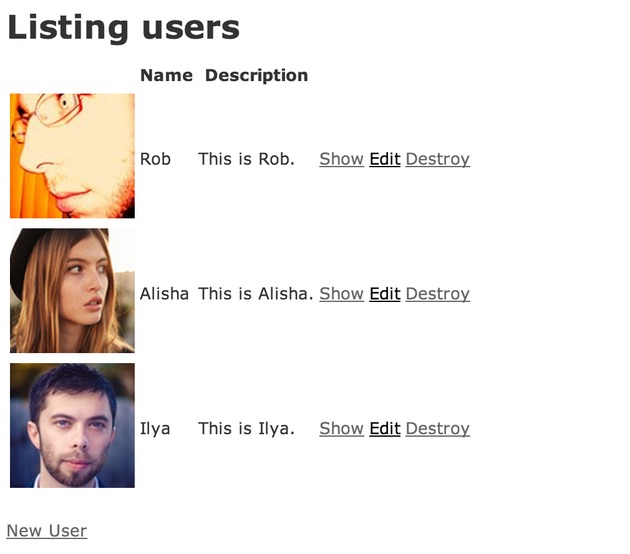 Listing users
Name Description
Rob This is Rob. Show Edit Destroy
Alisha This is Alisha. Show Edit Destroy
Ilya This is Ilya. Show Edit Destroy
New User